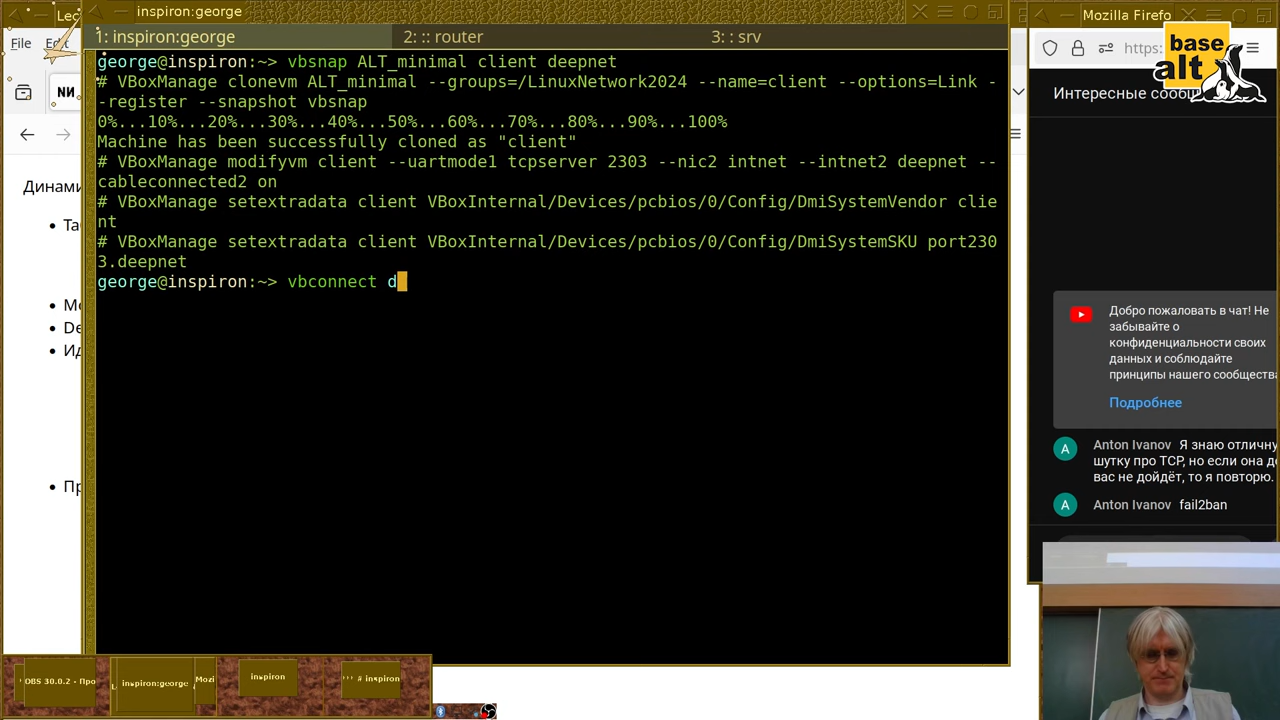 Lec
inspiron:george
Mozilla Firefo
File
Edit
1: inspiron:george
2: :: router
3: : srv
https:
base
alt
Интересные сообщ
george@inspiron:~> vbsnap ALT_minimal client deepnet
# VBoxManage clonevm ALT_minimal --groups=/LinuxNetwork2024 --name=client --options=Link -
-register --snapshot vbsnap
0%...10%...20%...30%...40%...50%...60%...70%...80%...90%...100%
Machine has been successfully cloned as "client"
# VBoxManage modifyvm client --uartmode1 tcpserver 2303 --nic2 intnet --intnet2 deepnet --
cableconnected2 on
# VBoxManage setextradata client VBoxInternal/Devices/pcbios/0/Config/DmiSystemVendor clie
nt
# VBoxManage setextradata client VBoxInternal/Devices/pcbios/0/Config/DmiSystemSKU port230
3.deepnet
george@inspiron:~> vbconnect d
Динами
• Та
• Мо
• De
• Ид
• Пр
Добро пожаловать в чат! Не
забывайте о
конфиденциальности своих
данных и соблюдайте
принципы нашего сообщества
Подробнее
A
Anton Ivanov Я знаю отличну
шутку про TCP, но если она до
вас не дойдёт, то я повторю.
A
Anton Ivanov fail2ban
OBS 30.0.2 - Про
inspiron:george
Mozi
inspiron
››› # inspiron